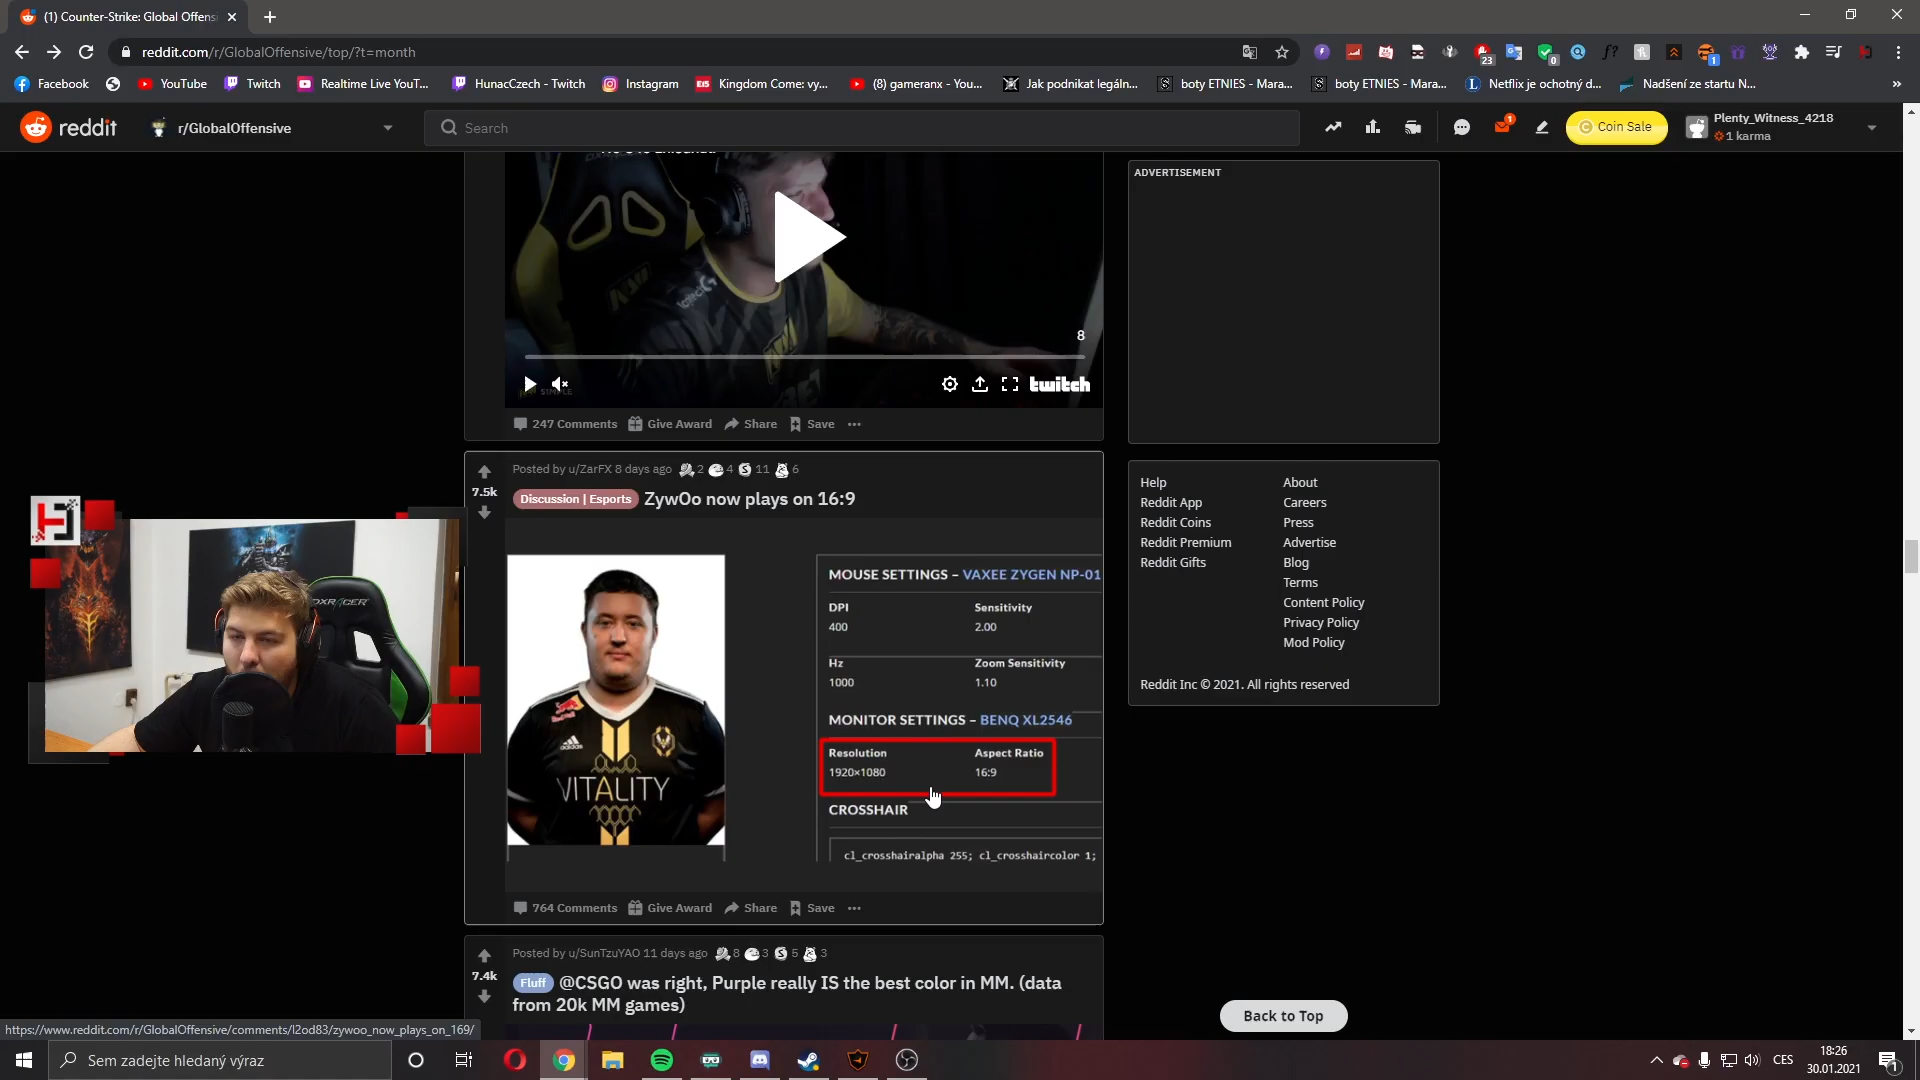 (1) Counter-Strike: Global Offens
reddit.com/r/GlobalOffensive/top/?t=month
23
0
f?
1
Facebook
YouTube
Twitch
Realtime Live YouT...
HunacCzech - Twitch
Instagram
Kingdom Come: vy...
(8) gameranx - You...
Jak podnikat legáln...
boty ETNIES - Mara...
boty ETNIES - Mara...
Netflix je ochotný d...
Nadšení ze startu N...
»
reddit
r/GlobalOffensive
Search
1
Coin Sale
Plenty_Witness_4218
1 karma
ADVERTISEMENT
8
twitch
247 Comments
Give Award
Share
Save
Posted by u/ZarFX 8 days ago
2
4
11
6
7.5k
Discussion | Esports
ZywOo now plays on 16:9
MOUSE SETTINGS – VAXEE ZYGEN NP-01
DPI
Sensitivity
400
2.00
Hz
Zoom Sensitivity
1000
1.10
MONITOR SETTINGS – BENQ XL2546
Resolution
Aspect Ratio
1920×1080
16:9
CROSSHAIR
cl_crosshairalpha 255; cl_crosshaircolor 1;
VITALITY
adidas
DXRACER
764 Comments
Give Award
Share
Save
Posted by u/SunTzuYAO 11 days ago
8
3
5
3
7.4k
Fluff
@CSGO was right, Purple really IS the best color in MM. (data
from 20k MM games)
Help
About
Reddit App
Careers
Reddit Coins
Press
Reddit Premium
Advertise
Reddit Gifts
Blog
Terms
Content Policy
Privacy Policy
Mod Policy
Reddit Inc © 2021. All rights reserved
Back to Top
https://www.reddit.com/r/GlobalOffensive/comments/l2od83/zywoo_now_plays_on_169/
Sem zadejte hledaný výraz
CES
18:26
30.01.2021
1